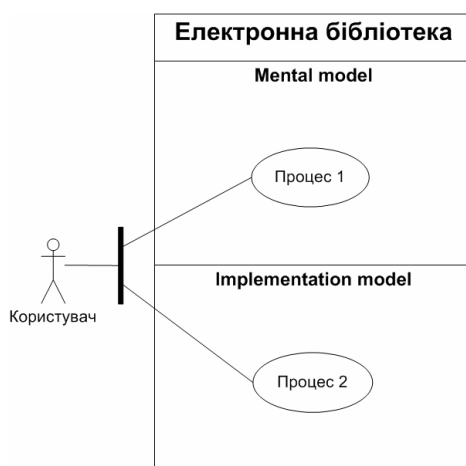 Електронна бібліотека
Mental model
Процес 1
Implementation model
Користувач
Процес 2